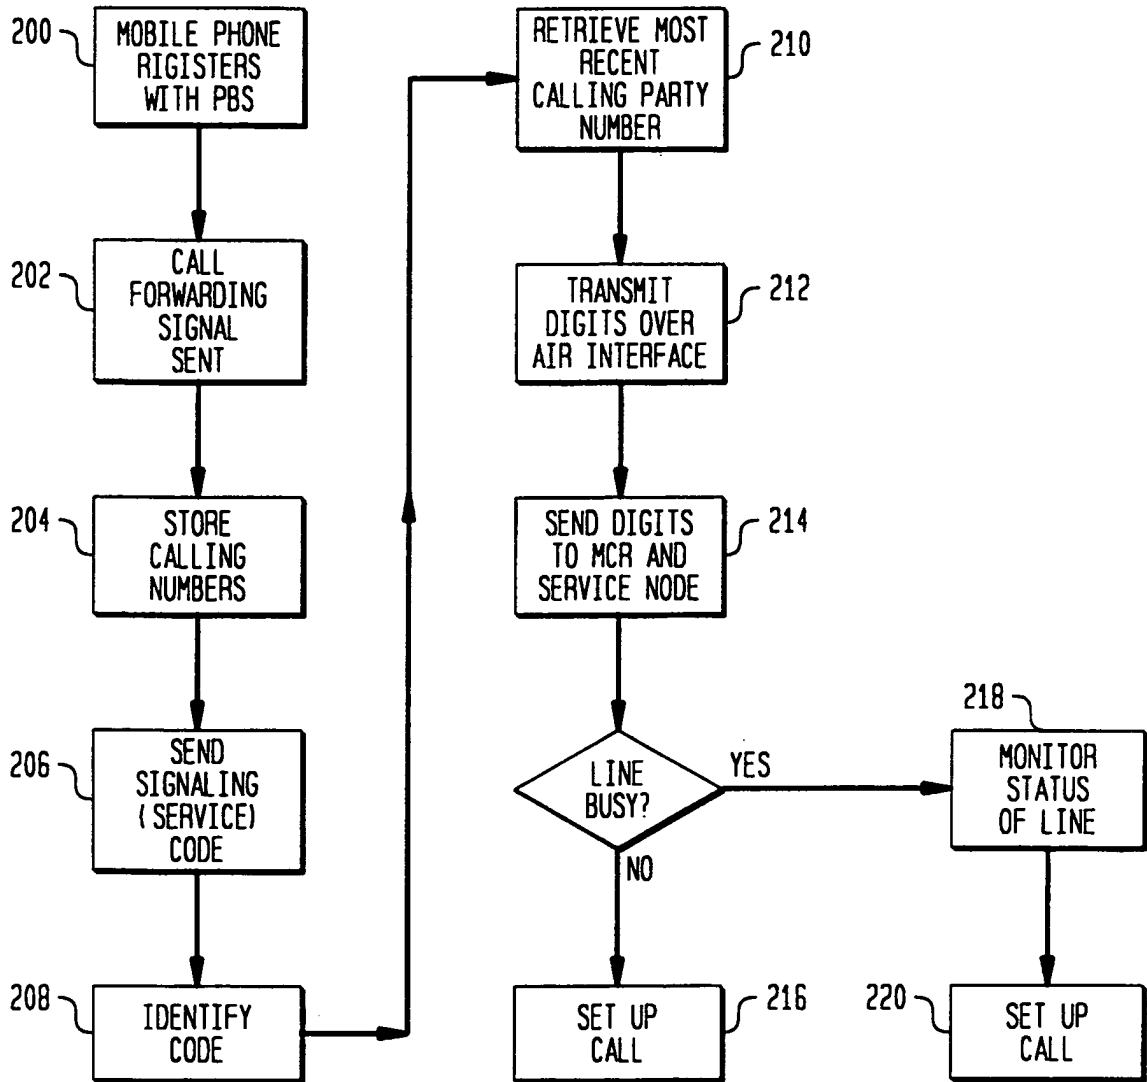 200
MOBILE PHONE
RIGISTERS
WITH PBS
202
CALL
FORWARDING
SIGNAL
SENT
204
STORE
CALLING
NUMBERS
206
SEND
SIGNALING
(SERVICE)
CODE
208
IDENTIFY
CODE
RETRIEVE MOST
RECENT
CALLING PARTY
NUMBER
210
TRANSMIT
DIGITS OVER
AIR INTERFACE
212
SEND DIGITS
TO MCR AND
SERVICE NODE
214
LINE
BUSY?
YES
NO
SET UP
CALL
216
218
MONITOR
STATUS
OF LINE
220
SET UP
CALL